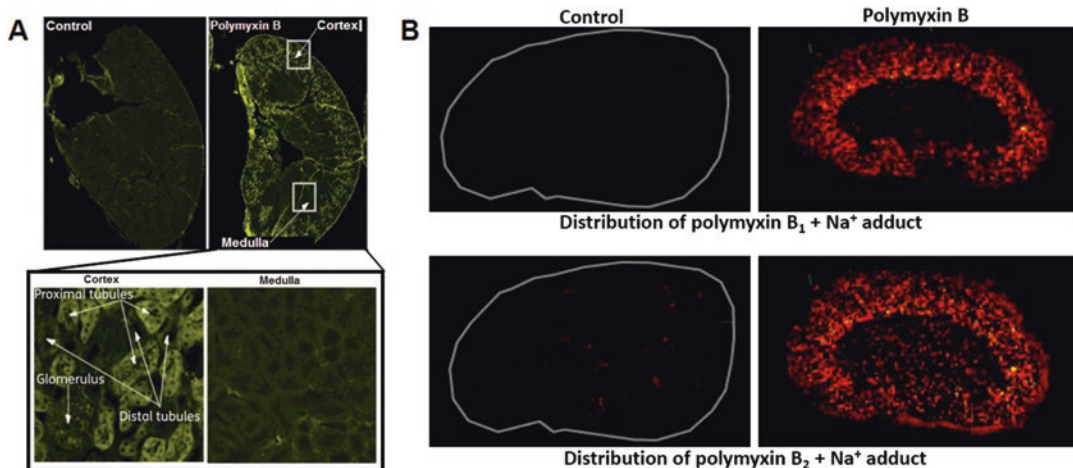 A
Control
Polymyxin B
Cortex
Medulla
Cortex
Medulla
Proximal tubules
Glomerulus
Distal tubules
B
Control
Polymyxin B
Distribution of polymyxin B₁ + Na⁺ adduct
Distribution of polymyxin B₂ + Na⁺ adduct